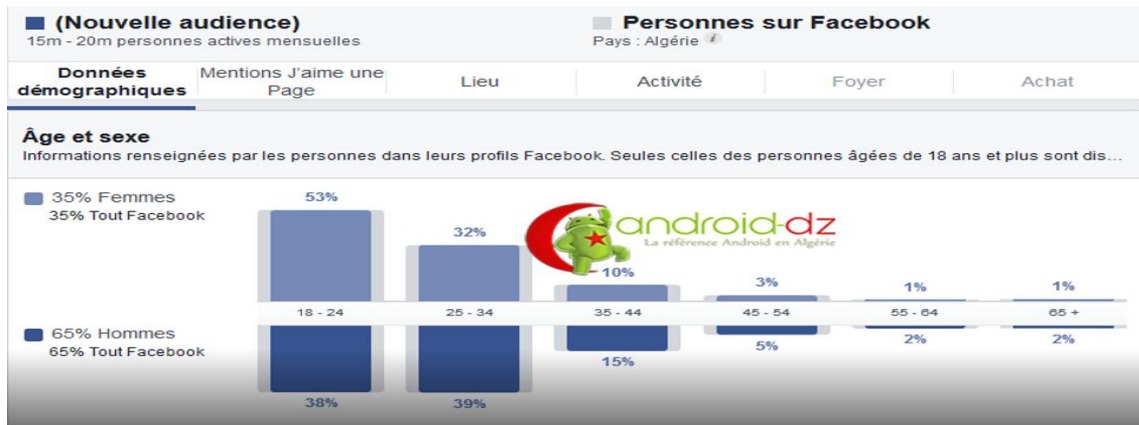 (Nouvelle audience)
15m - 20m personnes actives mensuelles
Personnes sur Facebook
Pays : Algérie i
Données démographiques
Mentions J'aime une Page
Lieu
Activité
Foyer
Achat
Âge et sexe
Informations renseignées par les personnes dans leurs profils Facebook. Seules celles des personnes âgées de 18 ans et plus sont dis...
35% Femmes
35% Tout Facebook
53%
32%
10%
3%
1%
1%
android-dz
La référence Android en Algérie
18 - 24
25 - 34
35 - 44
45 - 54
55 - 64
65 +
65% Hommes
65% Tout Facebook
38%
39%
15%
5%
2%
2%